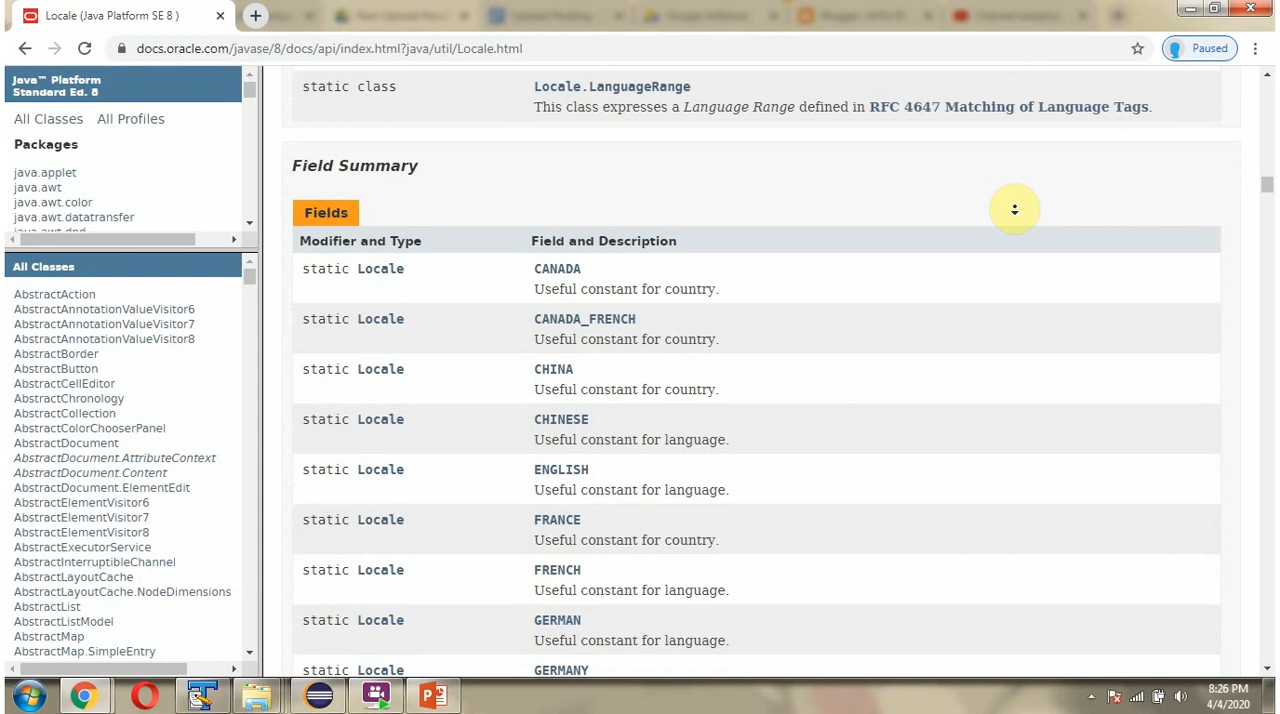 Locale (Java Platform SE 8 )
docs.oracle.com/javase/8/docs/api/index.html?java/util/Locale.html
Paused
Java™ Platform
Standard Ed. 8
All Classes All Profiles
Packages
java.applet
java.awt
java.awt.color
java.awt.datatransfer
java.awt.dnd
All Classes
AbstractAction
AbstractAnnotationValueVisitor6
AbstractAnnotationValueVisitor7
AbstractAnnotationValueVisitor8
AbstractBorder
AbstractButton
AbstractCellEditor
AbstractChronology
AbstractCollection
AbstractColorChooserPanel
AbstractDocument
AbstractDocument.AttributeContext
AbstractDocument.Content
AbstractDocument.ElementEdit
AbstractElementVisitor6
AbstractElementVisitor7
AbstractElementVisitor8
AbstractExecutorService
AbstractInterruptibleChannel
AbstractLayoutCache
AbstractLayoutCache.NodeDimensions
AbstractList
AbstractListModel
AbstractMap
AbstractMap.SimpleEntry
static class Locale.LanguageRange
This class expresses a Language Range defined in RFC 4647 Matching of Language Tags.
Field Summary
Fields
Modifier and Type Field and Description
static Locale CANADA
Useful constant for country.
static Locale CANADA_FRENCH
Useful constant for country.
static Locale CHINA
Useful constant for country.
static Locale CHINESE
Useful constant for language.
static Locale ENGLISH
Useful constant for language.
static Locale FRANCE
Useful constant for country.
static Locale FRENCH
Useful constant for language.
static Locale GERMAN
Useful constant for language.
static Locale GERMANY
8:26 PM
4/4/2020